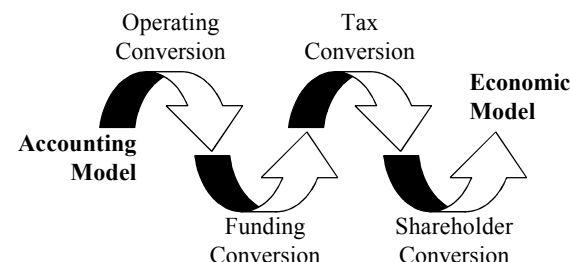 Operating
Conversion
Tax
Conversion
Economic
Model
Accounting
Model
Funding
Conversion
Shareholder
Conversion